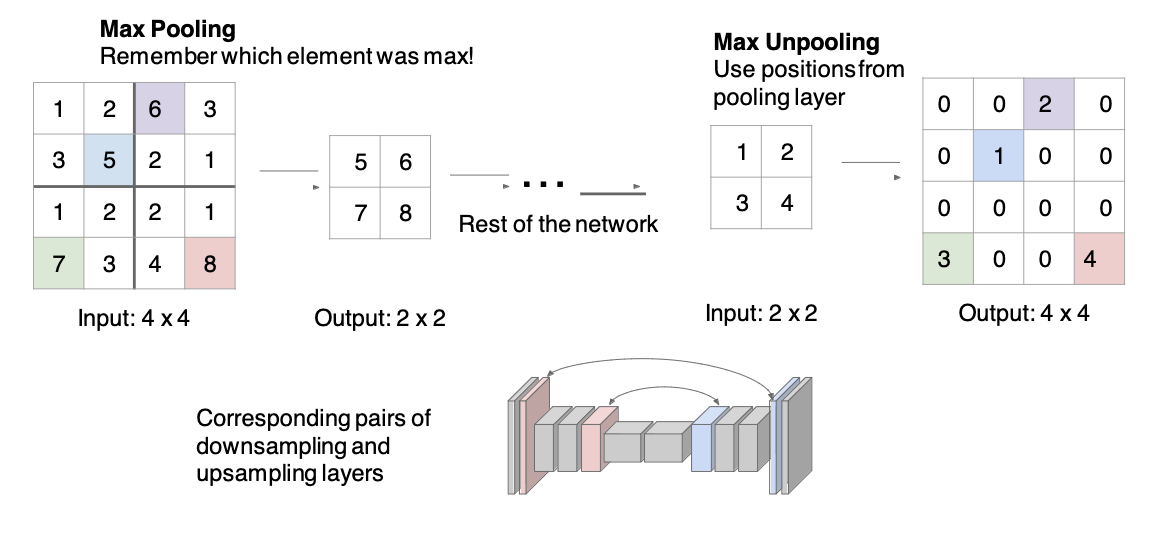 Max Pooling
Remember which element was max!
1 2 6 3
3 5 2 1
1 2 2 1
7 3 4 8
Input: 4 x 4
5 6
7 8
Output: 2 x 2
...
Rest of the network
Max Unpooling
Use positions from
pooling layer
1 2
3 4
Input: 2 x 2
0 0 2 0
0 1 0 0
0 0 0 0
3 0 0 4
Output: 4 x 4
Corresponding pairs of
downsampling and
upsampling layers